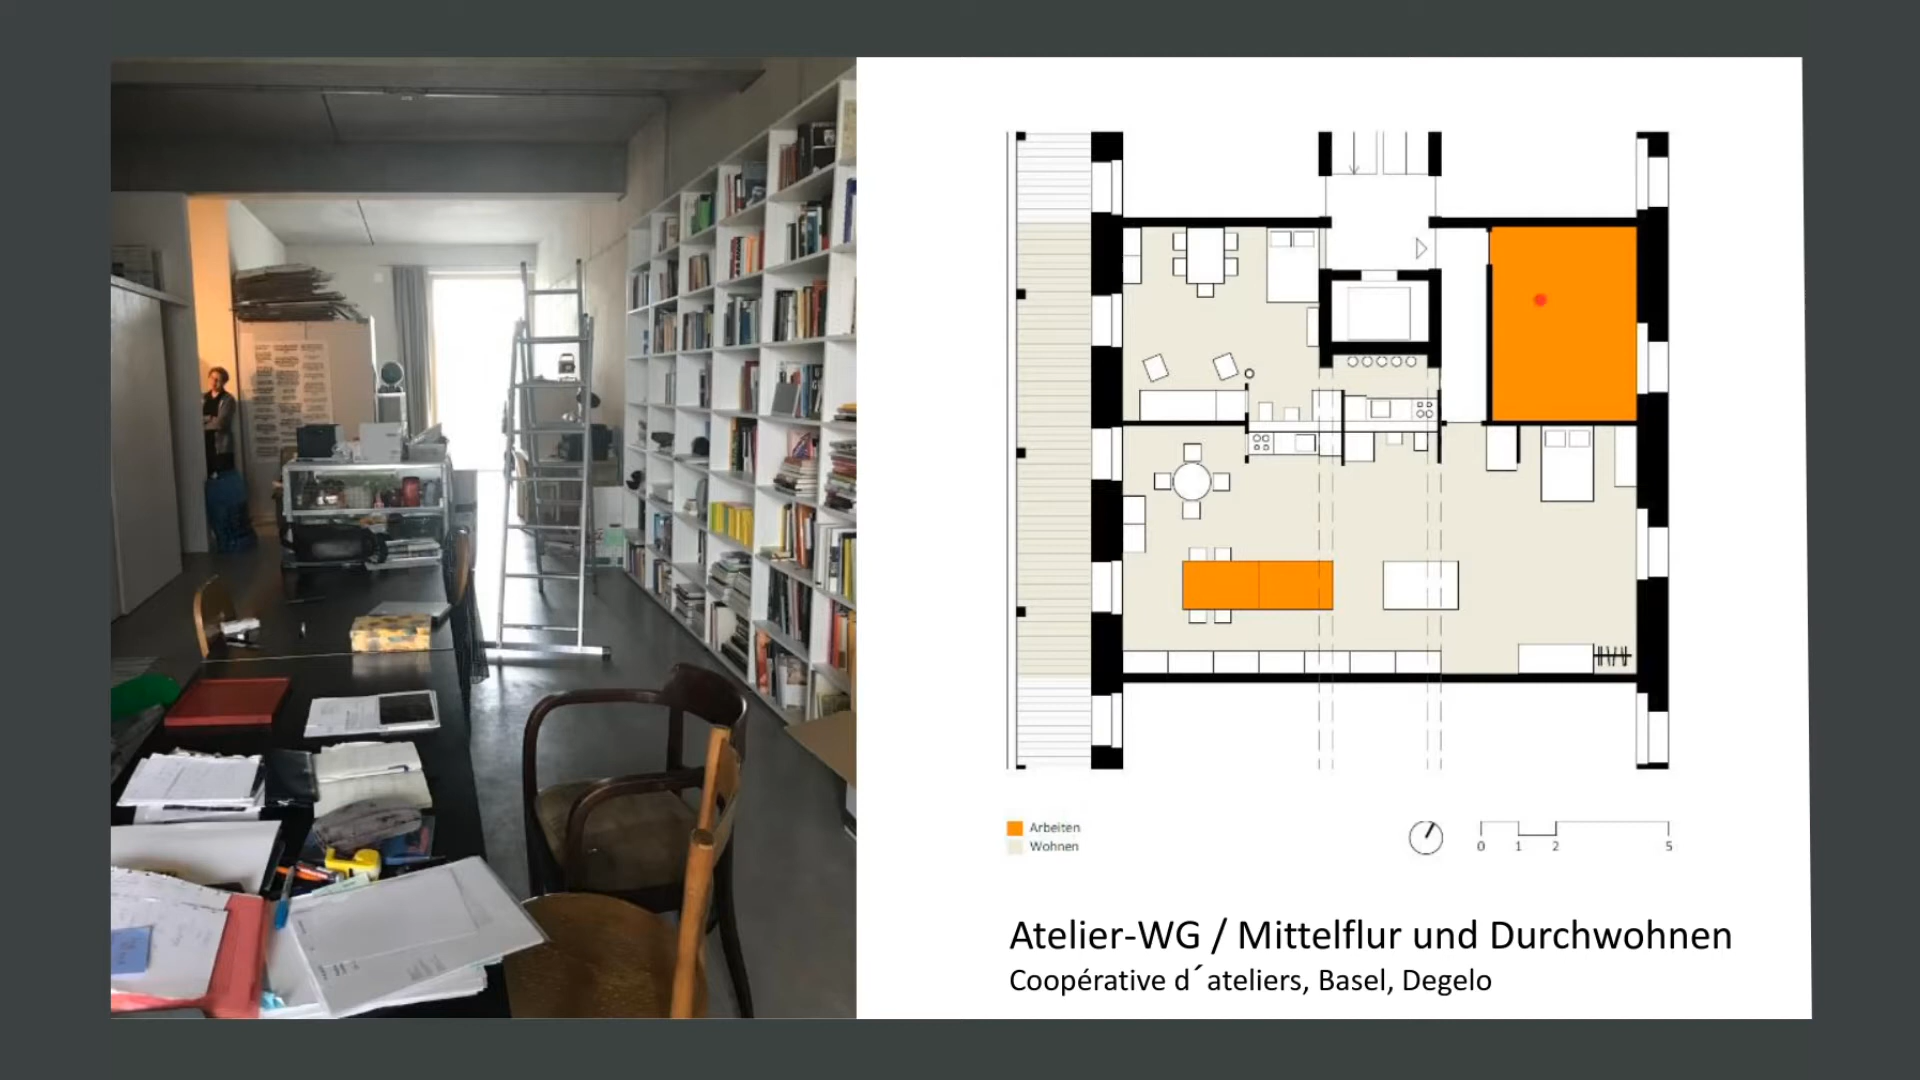 Arbeiten
Wohnen
0 1 2 5
Atelier-WG / Mittelflur und Durchwohnen
Coopérative d´ateliers, Basel, Degelo